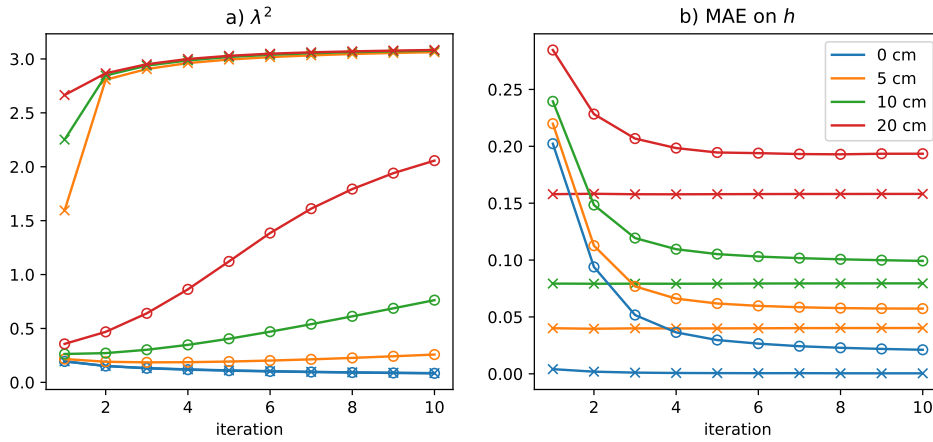 a) λ²
3.0
2.5
2.0
1.5
1.0
0.5
0.0
2 4 6 8 10
iteration
b) MAE on h
0.25
0.20
0.15
0.10
0.05
0.00
2 4 6 8 10
iteration
0 cm
5 cm
10 cm
20 cm